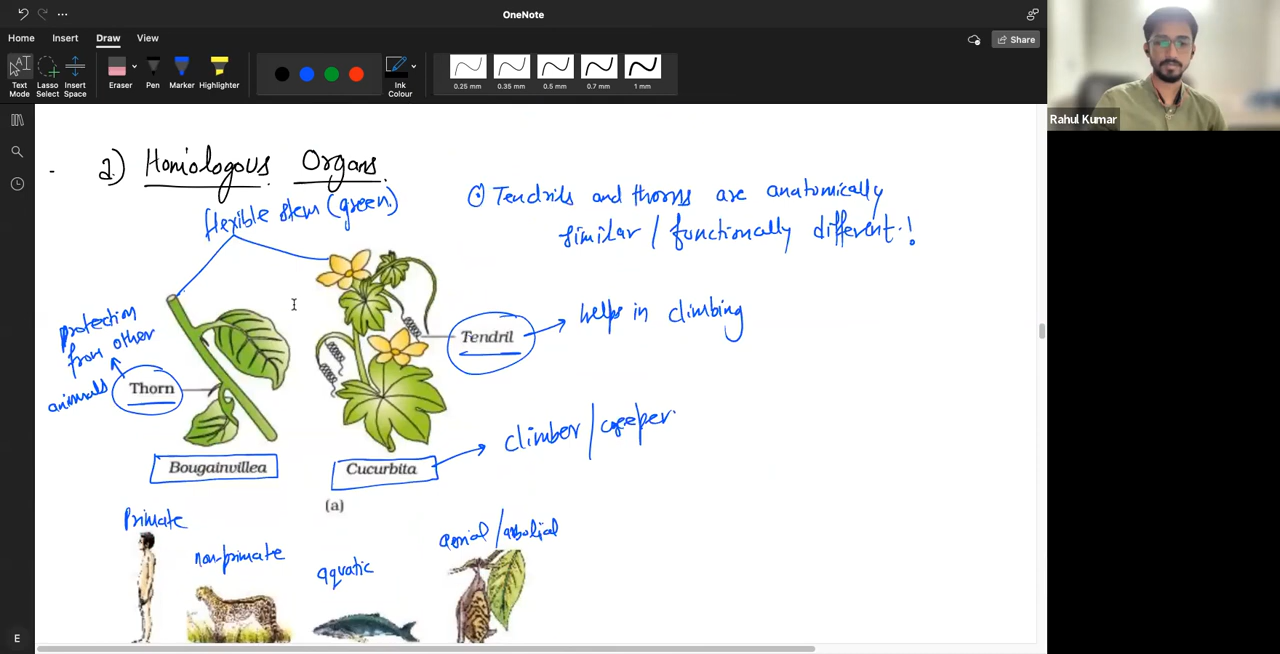 OneNote
Home Insert Draw View
Share
Text Mode
Lasso Select
Insert Space
Eraser
Pen
Marker
Highlighter
Ink Colour
0.25 mm 0.35 mm 0.5 mm 0.7 mm 1 mm
Rahul Kumar
2) Homologous Organs
flexible stem (green)
Tendrils and thorns are anatomically
similar / functionally different !
protection
from other
animals
Thorn
Tendril
helps in climbing
climber / creeper
Bougainvillea
Cucurbita
(a)
Primate
non-primate
aquatic
aerial /
E